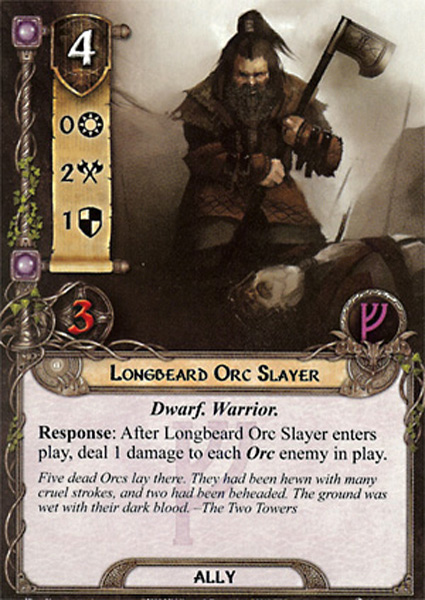 4
0
2
1
3
Longbeard Orc Slayer
Dwarf. Warrior.
Response: After Longbeard Orc Slayer enters
play, deal 1 damage to each Orc enemy in play.
Five dead Orcs lay there. They had been hewn with many
cruel strokes, and two had been beheaded. The ground was
wet with their dark blood. –The Two Towers
ALLY